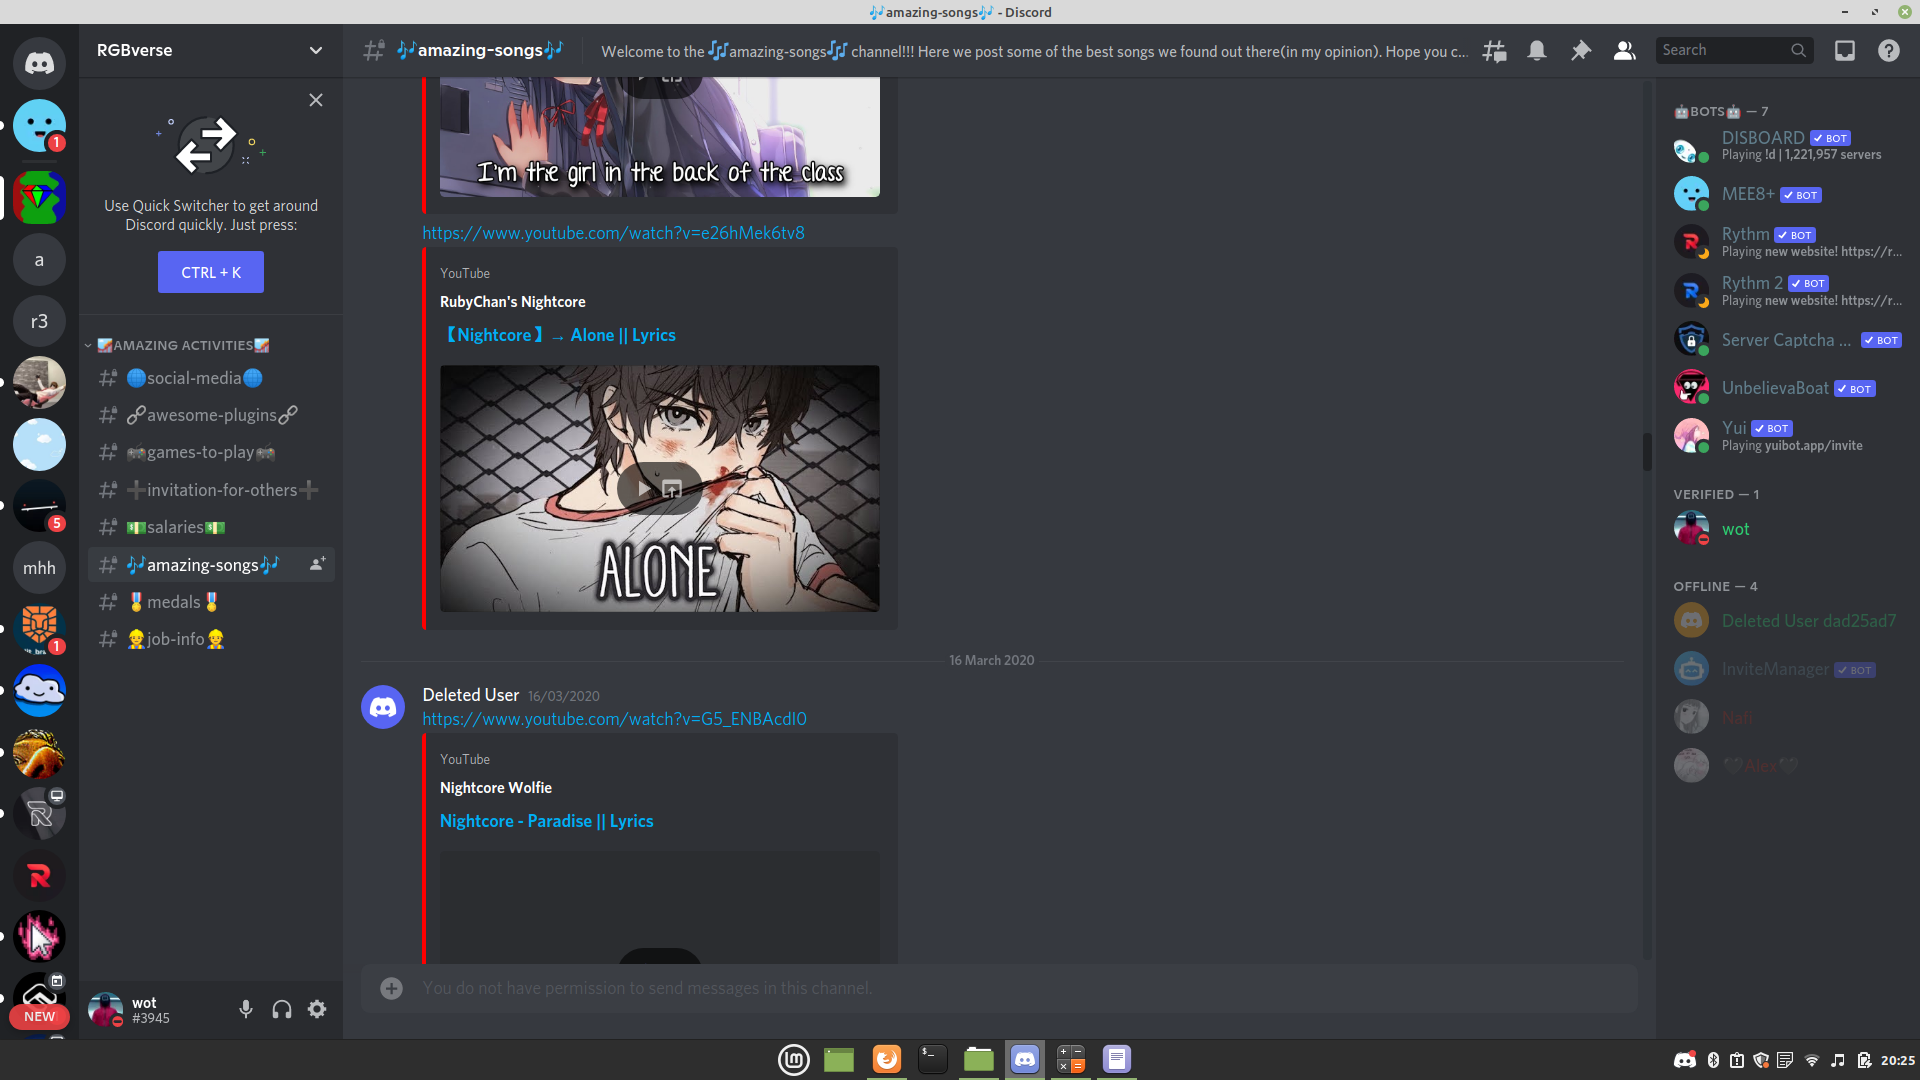 🎶amazing-songs🎶 - Discord
RGBverse
🎶amazing-songs🎶
Welcome to the 🎶amazing-songs🎶 channel!!! Here we post some of the best songs we found out there(in my opinion). Hope you c...
Search
Use Quick Switcher to get around
Discord quickly. Just press:
CTRL + K
AMAZING ACTIVITIES
🌐social-media🌐
🔗awesome-plugins🔗
🎮games-to-play🎮
➕invitation-for-others➕
💵salaries💵
🎶amazing-songs🎶
🏅medals🏅
👷job-info👷
1
a
r3
5
mhh
1
NEW
wot
#3945
I'm the girl in the back of the class
https://www.youtube.com/watch?v=e26hMek6tv8
YouTube
RubyChan's Nightcore
【Nightcore】→ Alone || Lyrics
ALONE
16 March 2020
Deleted User 16/03/2020
https://www.youtube.com/watch?v=G5_ENBAcdI0
YouTube
Nightcore Wolfie
Nightcore - Paradise || Lyrics
You do not have permission to send messages in this channel.
🤖BOTS🤖 — 7
DISBOARD ✓ BOT
Playing !d | 1,221,957 servers
MEE8+ ✓ BOT
Rythm ✓ BOT
Playing new website! https://r...
Rythm 2 ✓ BOT
Playing new website! https://r...
Server Captcha ... ✓ BOT
UnbelievaBoat ✓ BOT
Yui ✓ BOT
Playing yuibot.app/invite
VERIFIED — 1
wot
OFFLINE — 4
Deleted User dad25ad7
InviteManager ✓ BOT
Nafi
🖤Alex🖤
20:25